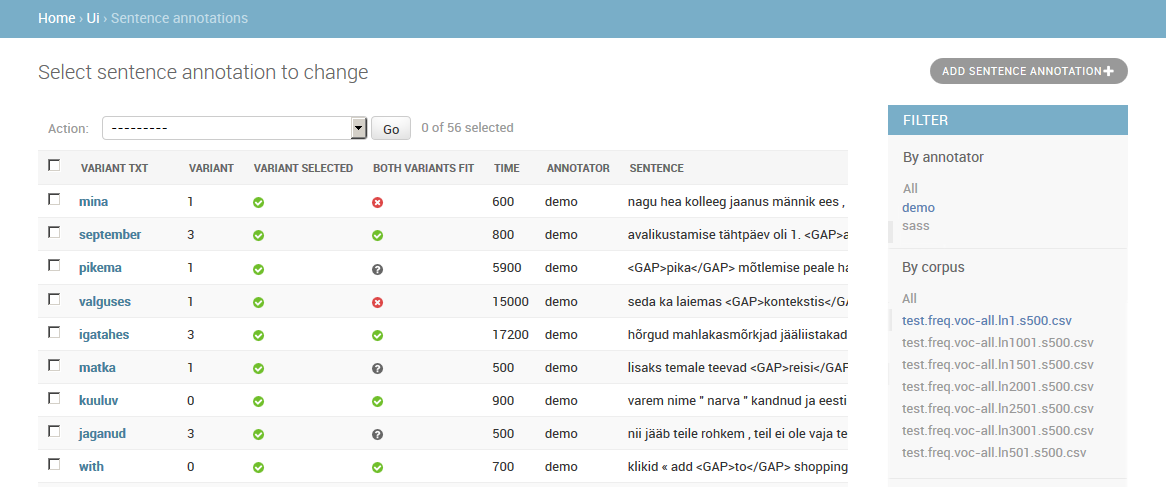 Home › Ui › Sentence annotations
Select sentence annotation to change
ADD SENTENCE ANNOTATION
Action: --------- Go 0 of 56 selected
VARIANT TXT VARIANT VARIANT SELECTED BOTH VARIANTS FIT TIME ANNOTATOR SENTENCE
mina 1 600 demo nagu hea kolleeg jaanus männik ees ,
september 3 800 demo avalikustamise tähtpäev oli 1. <GAP>a
pikema 1 5900 demo <GAP>pika</GAP> mõtlemise peale ha
valguses 1 15000 demo seda ka laiemas <GAP>kontekstis</GA
igatahes 3 17200 demo hõrgud mahlakasmõrkjad jääliistakad
matka 1 500 demo lisaks temale teevad <GAP>reisi</GAP
kuuluv 0 900 demo varem nime " narva " kandnud ja eesti
jaganud 3 500 demo nii jääb teile rohkem , teil ei ole vaja te
with 0 700 demo klikid « add <GAP>to</GAP> shopping
FILTER
By annotator
All
demo
sass
By corpus
All
test.freq.voc-all.ln1.s500.csv
test.freq.voc-all.ln1001.s500.csv
test.freq.voc-all.ln1501.s500.csv
test.freq.voc-all.ln2001.s500.csv
test.freq.voc-all.ln2501.s500.csv
test.freq.voc-all.ln3001.s500.csv
test.freq.voc-all.ln501.s500.csv